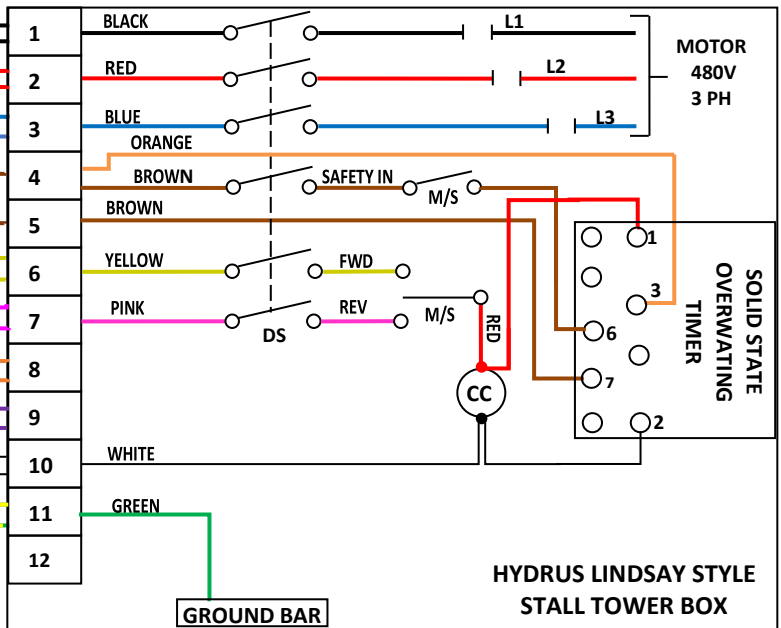 1
BLACK
L1
2
RED
L2
MOTOR
480V
3 PH
3
BLUE
L3
ORANGE
4
BROWN
SAFETY IN
M/S
5
BROWN
6
YELLOW
FWD
7
PINK
REV
M/S
DS
RED
CC
1
3
6
7
2
SOLID STATE
OVERWATING
TIMER
8
9
10
WHITE
11
GREEN
12
GROUND BAR
HYDRUS LINDSAY STYLE
STALL TOWER BOX